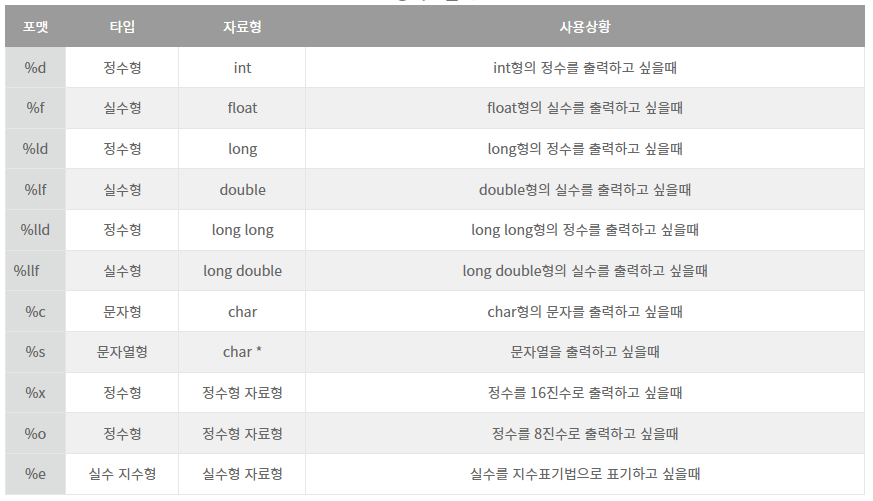 포맷 타입 자료형 사용상황
%d 정수형 int int형의 정수를 출력하고 싶을때
%f 실수형 float float형의 실수를 출력하고 싶을때
%ld 정수형 long long형의 정수를 출력하고 싶을때
%lf 실수형 double double형의 실수를 출력하고 싶을때
%lld 정수형 long long long long형의 정수를 출력하고 싶을때
%llf 실수형 long double long double형의 실수를 출력하고 싶을때
%c 문자형 char char형의 문자를 출력하고 싶을때
%s 문자열형 char * 문자열을 출력하고 싶을때
%x 정수형 정수형 자료형 정수를 16진수로 출력하고 싶을때
%o 정수형 정수형 자료형 정수를 8진수로 출력하고 싶을때
%e 실수 지수형 실수형 자료형 실수를 지수표기법으로 표기하고 싶을때